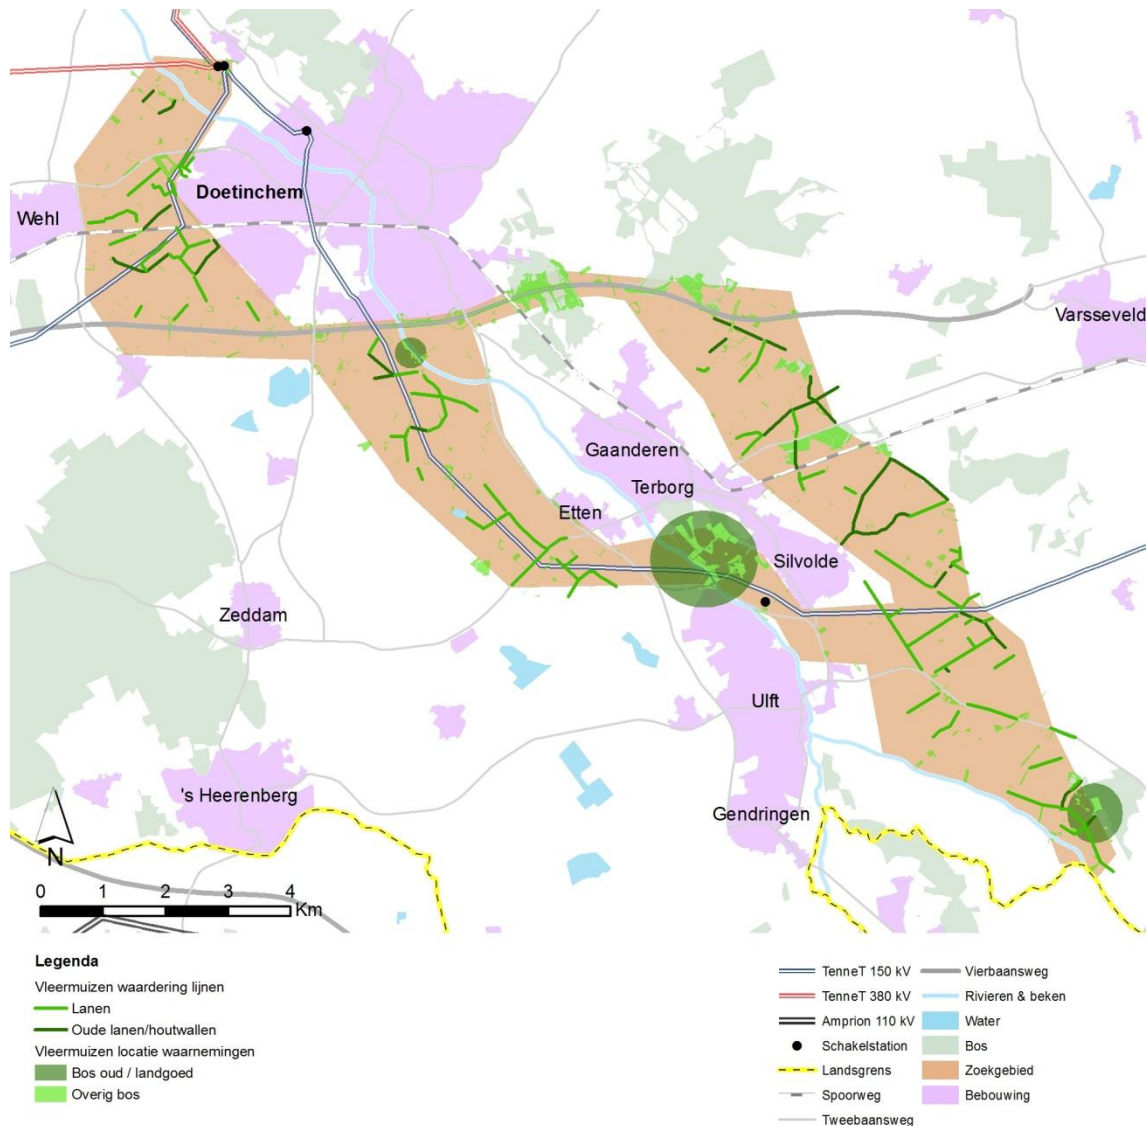 Doetinchem
Wehl
Varsseveld
Gaanderen
Terborg
Etten
Silvolde
Zeddam
Ulft
's Heerenberg
Gendringen
N
0 1 2 3 4
Km
Legenda
Vleermuizen waardering lijnen
Lanen
Oude lanen/houtwallen
Vleermuizen locatie waarnemingen
Bos oud / landgoed
Overig bos
TenneT 150 kV
TenneT 380 kV
Amprion 110 kV
Schakelstation
Landsgrens
Spoorweg
Tweebaansweg
Vierbaansweg
Rivieren & beken
Water
Bos
Zoekgebied
Bebouwing